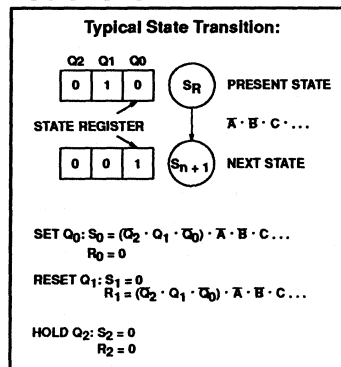 Typical State Transition:
Q2 Q1 Q0
0 1 0
SR
PRESENT STATE
STATE REGISTER
A̅ · B̅ · C · . . .
0 0 1
Sn + 1
NEXT STATE
SET Q0: S0 = (Q̅2 · Q1 · Q̅0) · A̅ · B̅ · C . . .
R0 = 0
RESET Q1: S1 = 0
R1 = (Q̅2 · Q1 · Q̅0) · A̅ · B̅ · C . . .
HOLD Q2: S2 = 0
R2 = 0